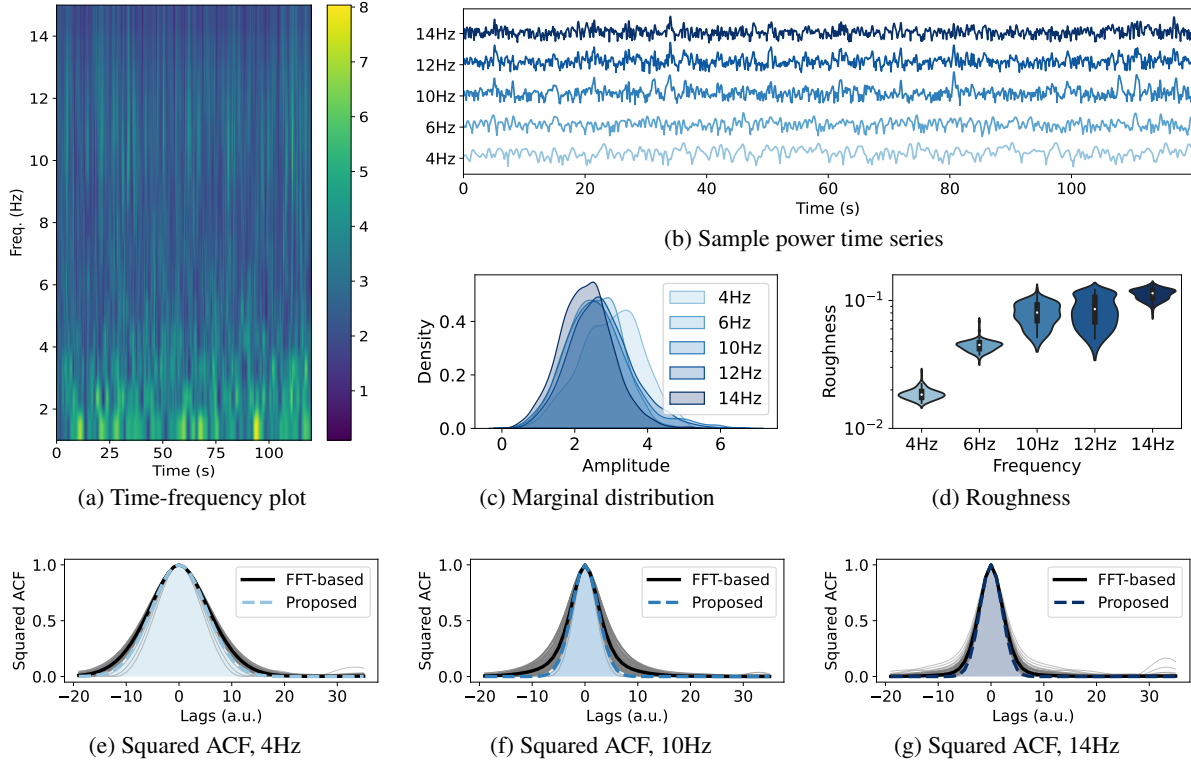 14
12
10
8
6
4
2
Freq. (Hz)
0 25 50 75 100
Time (s)
8
7
6
5
4
3
2
1
(a) Time-frequency plot
14Hz
12Hz
10Hz
6Hz
4Hz
0 20 40 60 80 100
Time (s)
(b) Sample power time series
0.4
0.2
0.0
Density
4Hz
6Hz
10Hz
12Hz
14Hz
0 2 4 6
Amplitude
(c) Marginal distribution
10⁻¹
10⁻²
Roughness
4Hz 6Hz 10Hz 12Hz 14Hz
Frequency
(d) Roughness
1.0
0.5
0.0
Squared ACF
FFT-based
Proposed
−20 −10 0 10 20 30
Lags (a.u.)
(e) Squared ACF, 4Hz
1.0
0.5
0.0
Squared ACF
FFT-based
Proposed
−20 −10 0 10 20 30
Lags (a.u.)
(f) Squared ACF, 10Hz
1.0
0.5
0.0
Squared ACF
FFT-based
Proposed
−20 −10 0 10 20 30
Lags (a.u.)
(g) Squared ACF, 14Hz